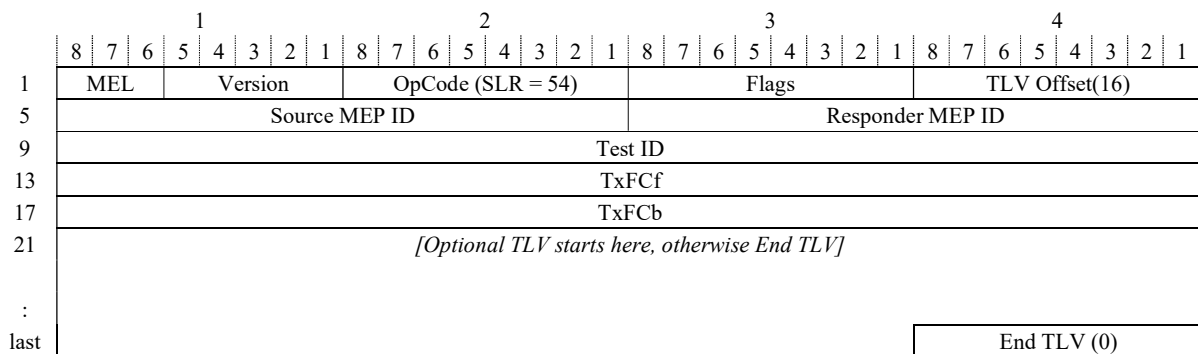 1 2 3 4
8 7 6 5 4 3 2 1 8 7 6 5 4 3 2 1 8 7 6 5 4 3 2 1 8 7 6 5 4 3 2 1
1 MEL Version OpCode (SLR = 54) Flags TLV Offset(16)
5 Source MEP ID Responder MEP ID
9 Test ID
13 TxFCf
17 TxFCb
21 [Optional TLV starts here, otherwise End TLV]
:
last End TLV (0)